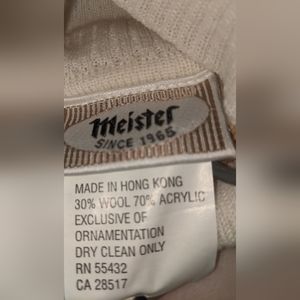 Meister
SINCE 1965
MADE IN HONG KONG
30% WOOL 70% ACRYLIC
EXCLUSIVE OF
ORNAMENTATION
DRY CLEAN ONLY
RN 55432
CA 28517